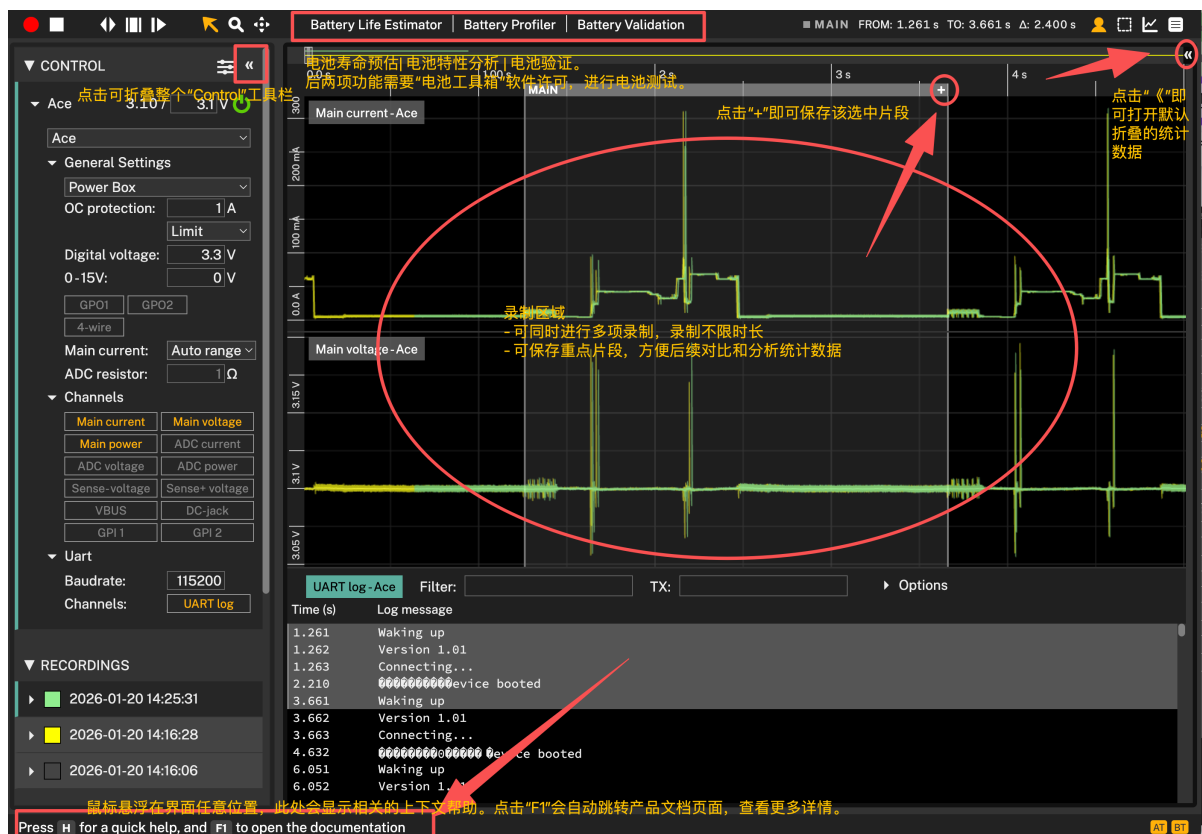 Battery Life Estimator | Battery Profiler | Battery Validation
MAIN FROM: 1.261 s TO: 3.661 s Δ: 2.400 s
▼ CONTROL «
电池寿命预估| 电池特性分析 | 电池验证。
后两项功能需要“电池工具箱”软件许可，进行电池测试。
点击可折叠整个“Control”工具栏
0.0 s 1.00 s 2 s 3 s 4 s
MAIN +
«
点击“+”即可保存该选中片段
点击“《”即
可打开默认
折叠的统计
数据
Ace 3.10 / 3.1 V
Ace
General Settings
Power Box
OC protection: 1 A
Limit
Digital voltage: 3.3 V
0-15V: 0 V
GPO1 GPO2
4-wire
Main current: Auto range
ADC resistor: 1 Ω
Channels
Main current Main voltage
Main power ADC current
ADC voltage ADC power
Sense-voltage Sense+ voltage
VBUS DC-jack
GPI 1 GPI 2
Uart
Baudrate: 115200
Channels: UART log
Main current - Ace
300
200 mA
100 mA
0.0 A
录制区域
- 可同时进行多项录制，录制不限时长
- 可保存重点片段，方便后续对比和分析统计数据
Main voltage - Ace
3.15 V
3.1 V
3.05 V
UART log - Ace Filter: TX: Options
Time (s) Log message
1.261 Waking up
1.262 Version 1.01
1.263 Connecting...
2.210 ������������evice booted
3.661 Waking up
3.662 Version 1.01
3.663 Connecting...
4.632 booted
6.051 Waking up
6.052 Version
▼ RECORDINGS
2026-01-20 14:25:31
2026-01-20 14:16:28
2026-01-20 14:16:06
鼠标悬浮在界面任意位置，此处会显示相关的上下文帮助。点击“F1”会自动跳转产品文档页面，查看更多详情。
Press H for a quick help, and F1 to open the documentation
AT BT